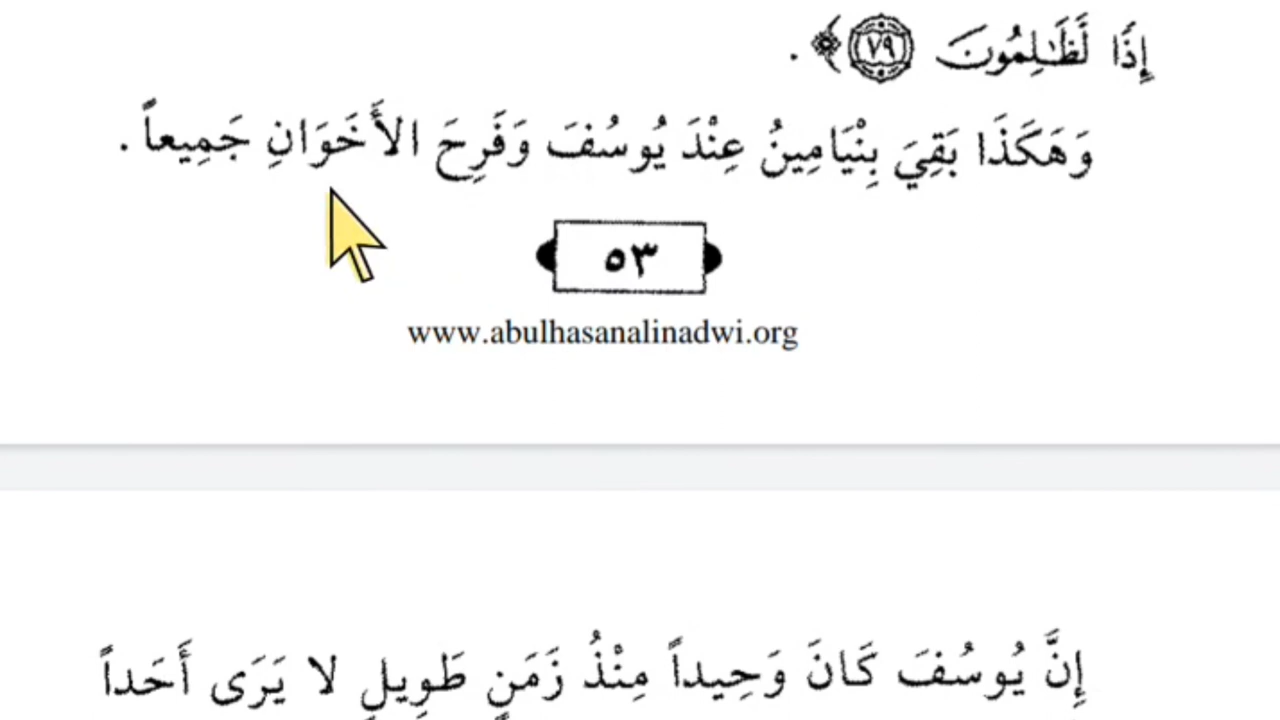 إِذًا لَّظَـٰلِمُونَ ٧٩ ﴾ .
وَهَكَذَا بَقِيَ بِنْيَامِينُ عِنْدَ يُوسُفَ وَفَرِحَ الأَخَوَانِ جَمِيعاً .
٥٣
www.abulhasanalinadwi.org
إِنَّ يُوسُفَ كَانَ وَحِيداً مِنْذُ زَمَنٍ طَوِيلٍ لا يَرَى أَحَداً